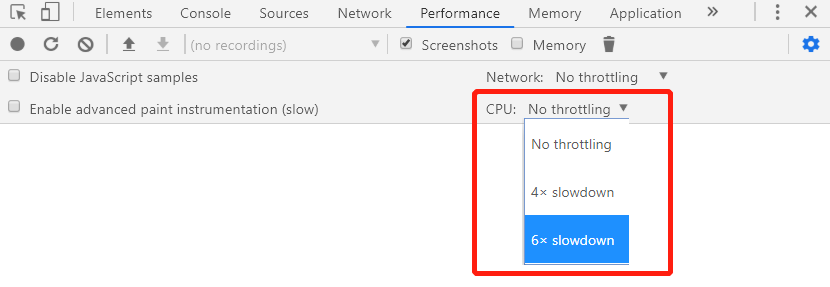 Elements Console Sources Network Performance Memory Application »
(no recordings) Screenshots Memory
Disable JavaScript samples Network: No throttling
Enable advanced paint instrumentation (slow) CPU: No throttling
No throttling
4× slowdown
6× slowdown